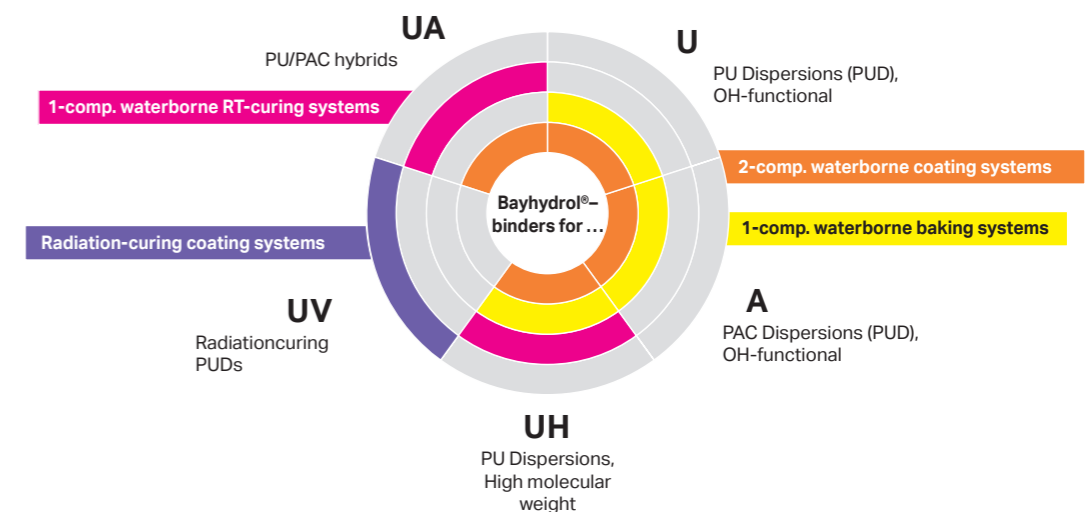 UA
PU/PAC hybrids
U
PU Dispersions (PUD),
OH-functional
1-comp. waterborne RT-curing systems
2-comp. waterborne coating systems
Bayhydrol®–
binders for ...
1-comp. waterborne baking systems
Radiation-curing coating systems
UV
Radiationcuring
PUDs
A
PAC Dispersions (PUD),
OH-functional
UH
PU Dispersions,
High molecular
weight